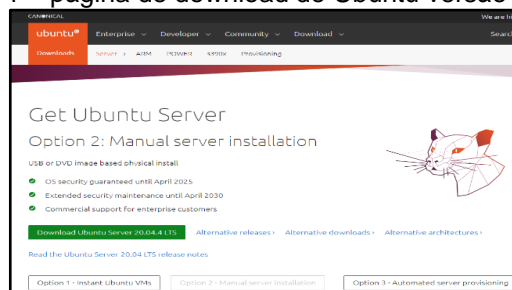 página de download do Ubuntu versão
CANONICAL We are hi
ubuntu® Enterprise Developer Community Download Search
Downloads Server › ARM POWER s390x Provisioning
Get Ubuntu Server
Option 2: Manual server installation
USB or DVD image based physical install
OS security guaranteed until April 2025
Extended security maintenance until April 2030
Commercial support for enterprise customers
Download Ubuntu Server 20.04.4 LTS Alternative releases › Alternative downloads › Alternative architectures ›
Read the Ubuntu Server 20.04 LTS release notes
Option 1 - Instant Ubuntu VMs Option 2 - Manual server installation Option 3 - Automated server provisioning